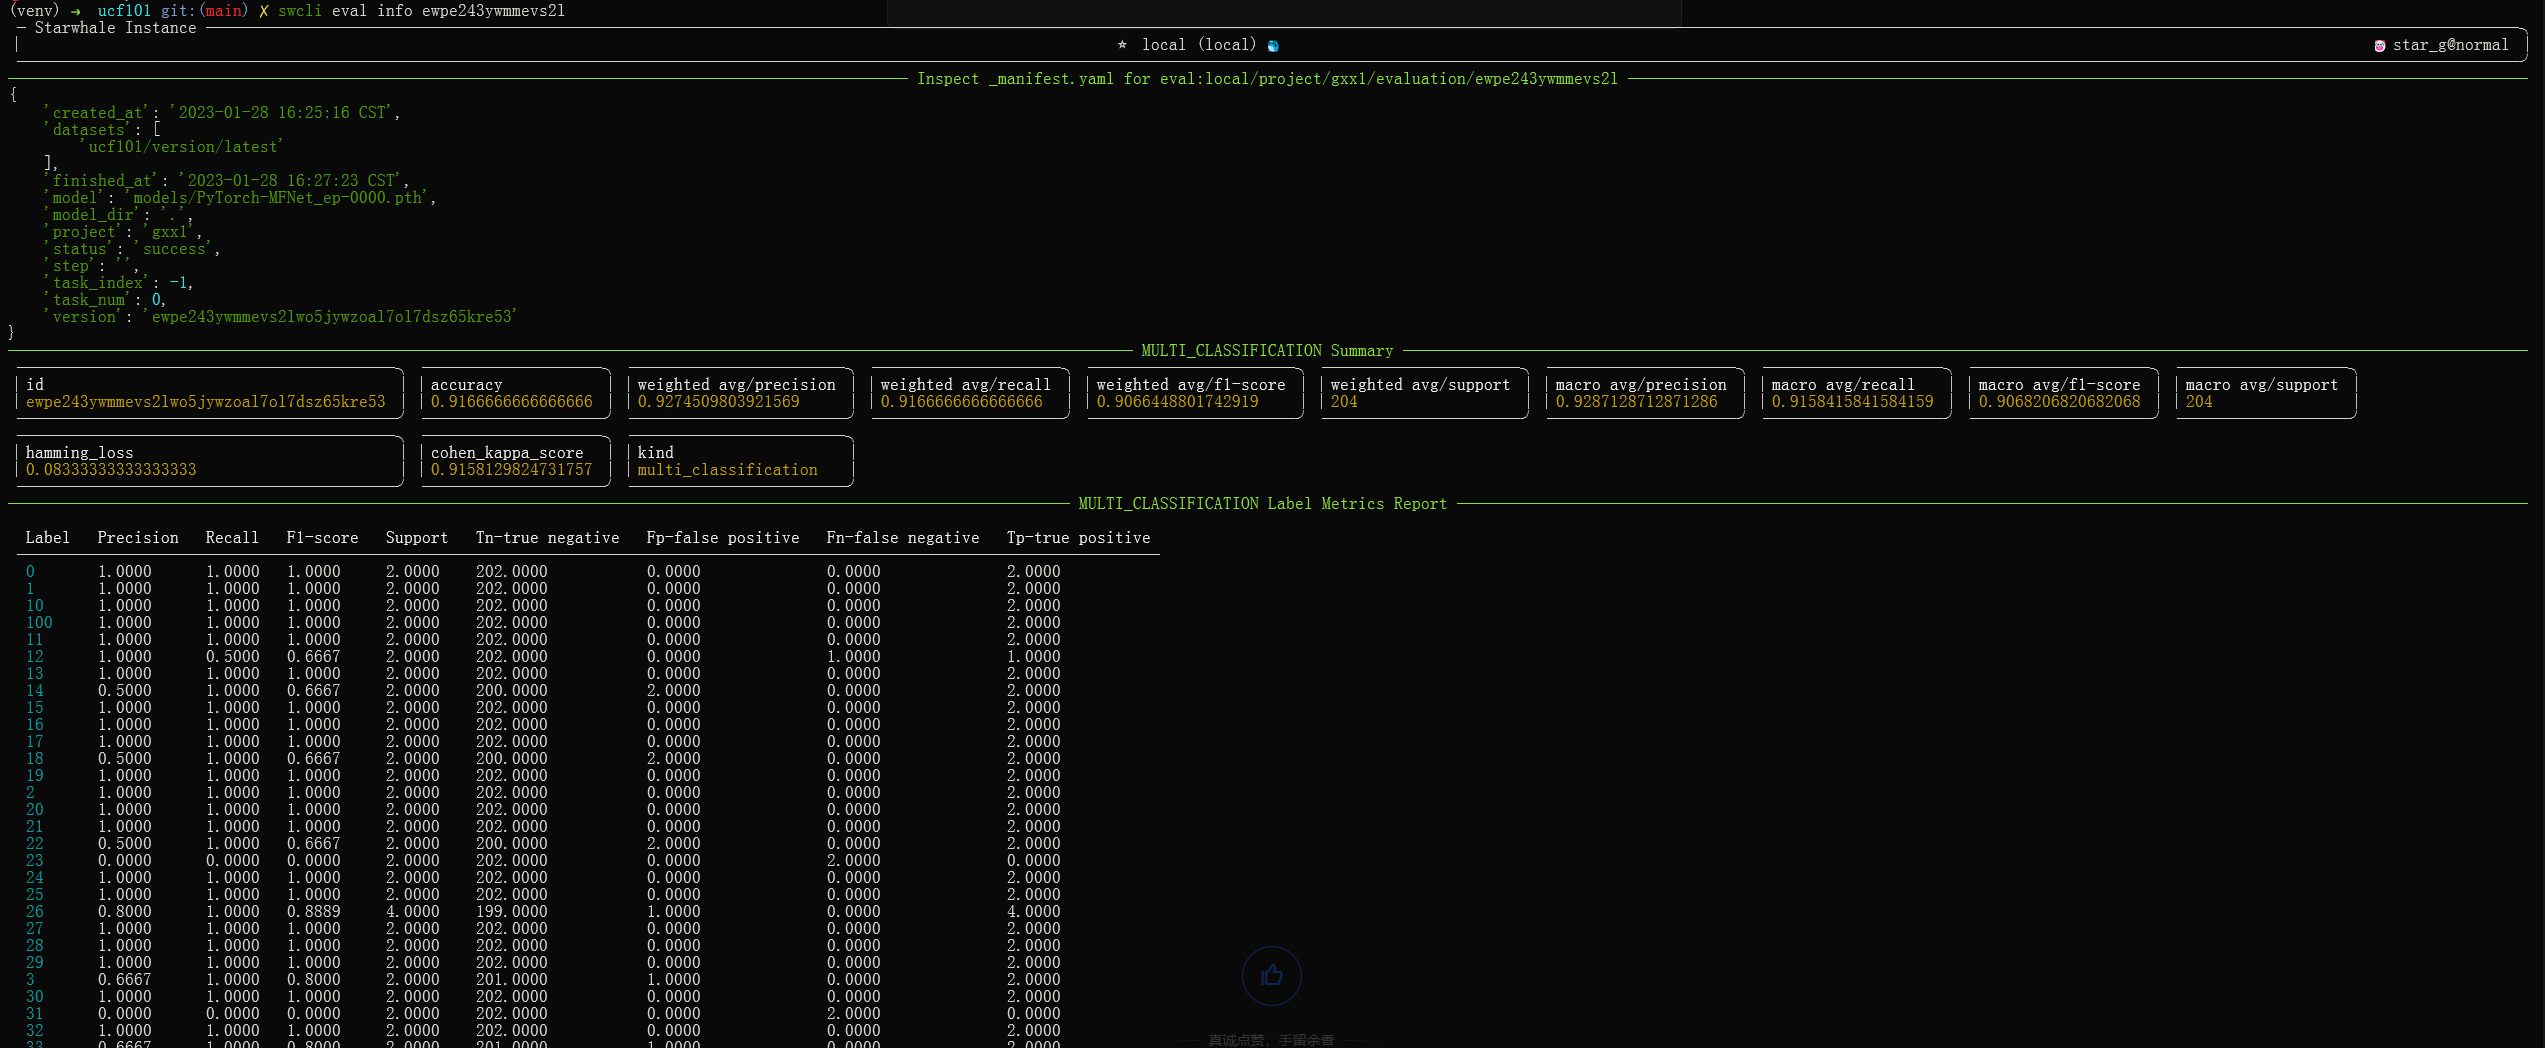 (venv) → ucf101 git:(main) ✗ swcli eval info ewpe243ywmmevs2l
Starwhale Instance
⭐ local (local) star_g@normal
Inspect _manifest.yaml for eval:local/project/gxx1/evaluation/ewpe243ywmmevs2l
{
'created_at': '2023-01-28 16:25:16 CST',
'datasets': [
'ucf101/version/latest'
],
'finished_at': '2023-01-28 16:27:23 CST',
'model': 'models/PyTorch-MFNet_ep-0000.pth',
'model_dir': '.',
'project': 'gxx1',
'status': 'success',
'step': '',
'task_index': -1,
'task_num': 0,
'version': 'ewpe243ywmmevs2lwo5jywzoal7ol7dsz65kre53'
}
MULTI_CLASSIFICATION Summary
id accuracy weighted avg/precision weighted avg/recall weighted avg/f1-score weighted avg/support macro avg/precision macro avg/recall macro avg/f1-score macro avg/support
ewpe243ywmmevs2lwo5jywzoal7ol7dsz65kre53 0.9166666666666666 0.9274509803921569 0.9166666666666666 0.9066448801742919 204 0.9287128712871286 0.9158415841584159 0.9068206820682068 204
hamming_loss cohen_kappa_score kind
0.08333333333333333 0.9158129824731757 multi_classification
MULTI_CLASSIFICATION Label Metrics Report
Label Precision Recall F1-score Support Tn-true negative Fp-false positive Fn-false negative Tp-true positive
0 1.0000 1.0000 1.0000 2.0000 202.0000 0.0000 0.0000 2.0000
1 1.0000 1.0000 1.0000 2.0000 202.0000 0.0000 0.0000 2.0000
10 1.0000 1.0000 1.0000 2.0000 202.0000 0.0000 0.0000 2.0000
100 1.0000 1.0000 1.0000 2.0000 202.0000 0.0000 0.0000 2.0000
11 1.0000 1.0000 1.0000 2.0000 202.0000 0.0000 0.0000 2.0000
12 1.0000 0.5000 0.6667 2.0000 202.0000 0.0000 1.0000 1.0000
13 1.0000 1.0000 1.0000 2.0000 202.0000 0.0000 0.0000 2.0000
14 0.5000 1.0000 0.6667 2.0000 200.0000 2.0000 0.0000 2.0000
15 1.0000 1.0000 1.0000 2.0000 202.0000 0.0000 0.0000 2.0000
16 1.0000 1.0000 1.0000 2.0000 202.0000 0.0000 0.0000 2.0000
17 1.0000 1.0000 1.0000 2.0000 202.0000 0.0000 0.0000 2.0000
18 0.5000 1.0000 0.6667 2.0000 200.0000 2.0000 0.0000 2.0000
19 1.0000 1.0000 1.0000 2.0000 202.0000 0.0000 0.0000 2.0000
2 1.0000 1.0000 1.0000 2.0000 202.0000 0.0000 0.0000 2.0000
20 1.0000 1.0000 1.0000 2.0000 202.0000 0.0000 0.0000 2.0000
21 1.0000 1.0000 1.0000 2.0000 202.0000 0.0000 0.0000 2.0000
22 0.5000 1.0000 0.6667 2.0000 200.0000 2.0000 0.0000 2.0000
23 0.0000 0.0000 0.0000 2.0000 202.0000 0.0000 2.0000 0.0000
24 1.0000 1.0000 1.0000 2.0000 202.0000 0.0000 0.0000 2.0000
25 1.0000 1.0000 1.0000 2.0000 202.0000 0.0000 0.0000 2.0000
26 0.8000 1.0000 0.8889 4.0000 199.0000 1.0000 0.0000 4.0000
27 1.0000 1.0000 1.0000 2.0000 202.0000 0.0000 0.0000 2.0000
28 1.0000 1.0000 1.0000 2.0000 202.0000 0.0000 0.0000 2.0000
29 1.0000 1.0000 1.0000 2.0000 202.0000 0.0000 0.0000 2.0000
3 0.6667 1.0000 0.8000 2.0000 201.0000 1.0000 0.0000 2.0000
30 1.0000 1.0000 1.0000 2.0000 202.0000 0.0000 0.0000 2.0000
31 0.0000 0.0000 0.0000 2.0000 202.0000 0.0000 2.0000 0.0000
32 1.0000 1.0000 1.0000 2.0000 202.0000 0.0000 0.0000 2.0000
33 0.6667 1.0000 0.8000 2.0000 201.0000 1.0000 0.0000 2.0000
真诚点赞，手留余香